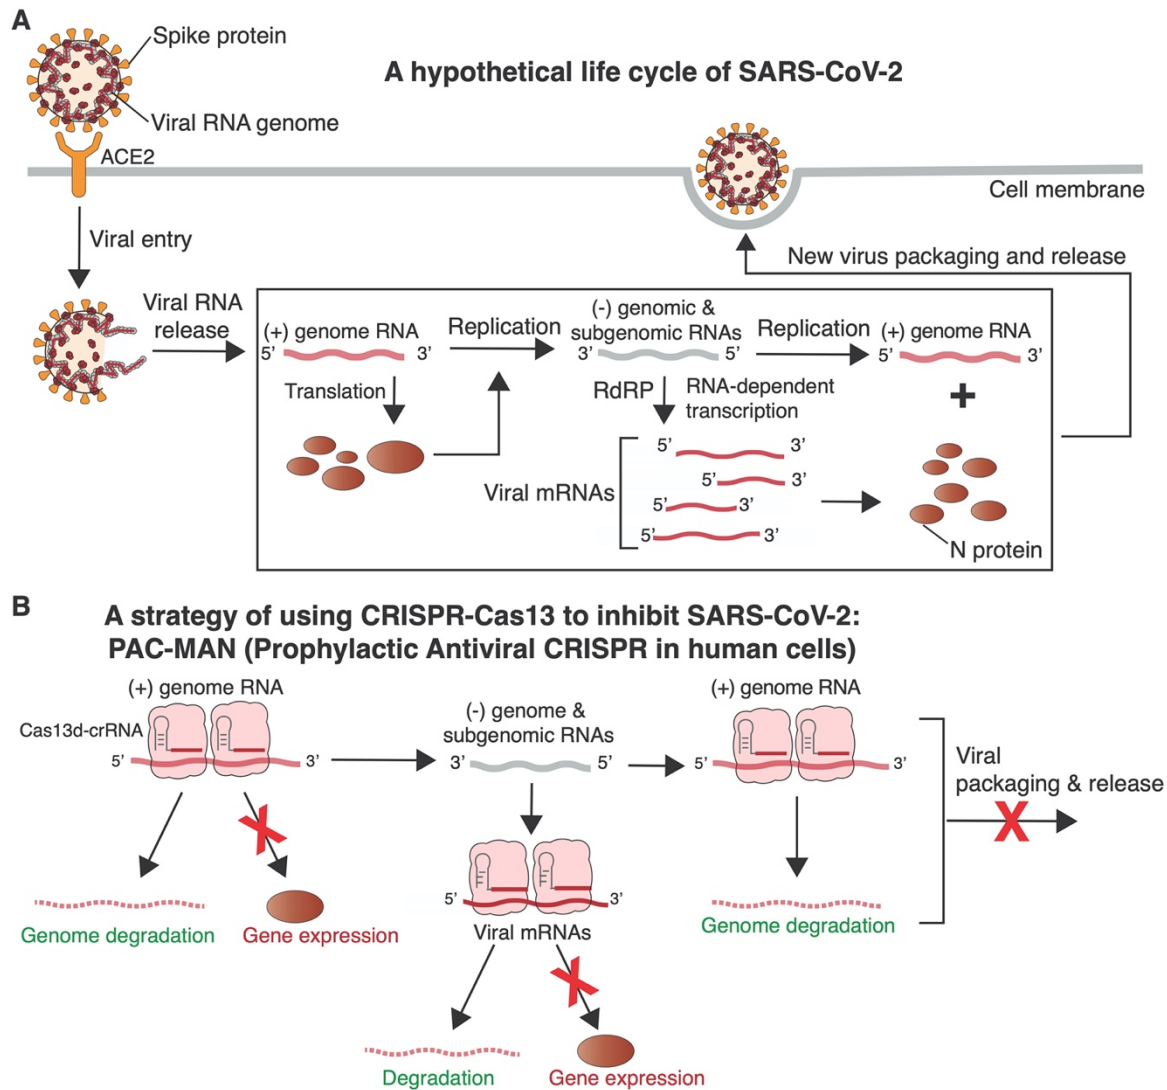 A
Spike protein
A hypothetical life cycle of SARS-CoV-2
Viral RNA genome
ACE2
Cell membrane
Viral entry
New virus packaging and release
Viral RNA
release
(+) genome RNA
5’ 3’
Replication
(-) genomic &
subgenomic RNAs
3’ 5’
Replication
(+) genome RNA
5’ 3’
Translation
RdRP
RNA-dependent
transcription
+
Viral mRNAs
5’ 3’
5’ 3’
5’ 3’
5’ 3’
N protein
B
A strategy of using CRISPR-Cas13 to inhibit SARS-CoV-2:
PAC-MAN (Prophylactic Antiviral CRISPR in human cells)
(+) genome RNA
Cas13d-crRNA
5’ 3’
(-) genome &
subgenomic RNAs
3’ 5’
(+) genome RNA
5’ 3’
Viral
packaging & release
Genome degradation
Gene expression
5’ 3’
Viral mRNAs
Genome degradation
Degradation
Gene expression